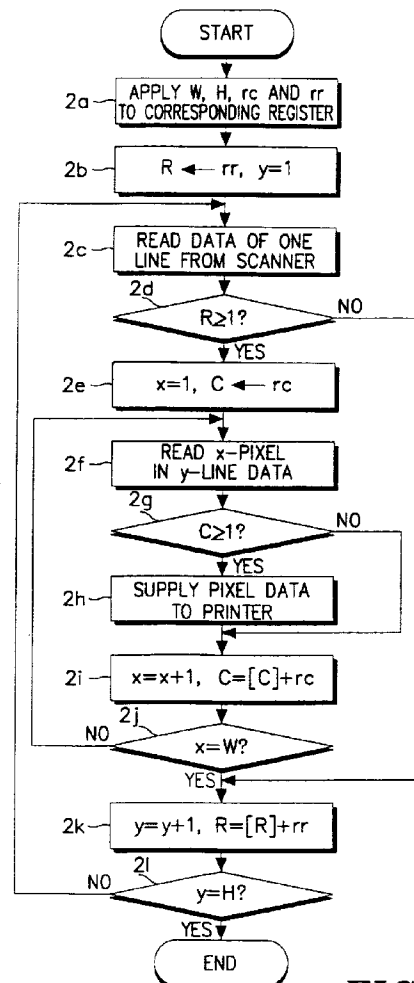 START
2a
APPLY W, H, rc AND rr
TO CORRESPONDING REGISTER
2b
R ← rr, y=1
2c
READ DATA OF ONE
LINE FROM SCANNER
2d
R≥1?
NO
YES
2e
x=1, C ← rc
2f
READ x-PIXEL
IN y-LINE DATA
2g
C≥1?
NO
YES
2h
SUPPLY PIXEL DATA
TO PRINTER
2i
x=x+1, C=[C]+rc
2j
NO
x=W?
YES
2k
y=y+1, R=[R]+rr
2l
NO
y=H?
YES
END